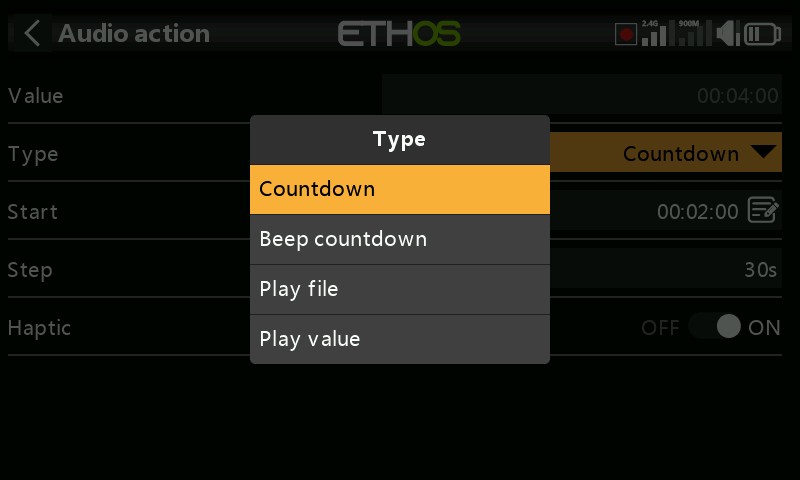 Audio action
ETHOS
2.4G
900M
Value
00:04:00
Type
Countdown
Start
00:02:00
Step
30s
Haptic
OFF
ON
Type
Countdown
Beep countdown
Play file
Play value